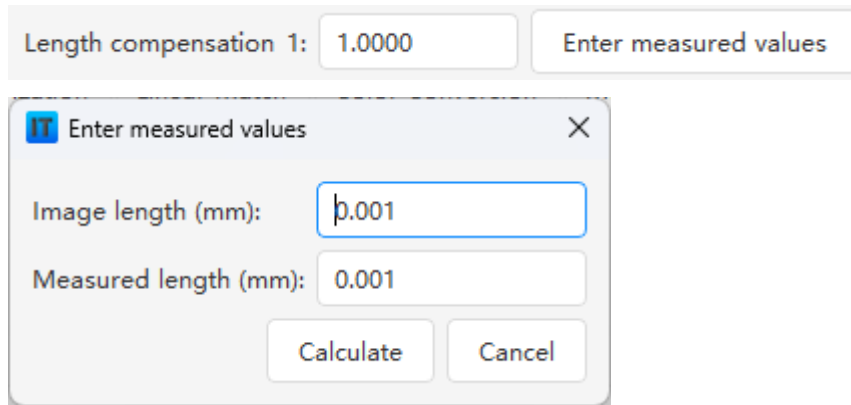 Length compensation 1: 1.0000 Enter measured values
IT Enter measured values
Image length (mm): 0.001
Measured length (mm): 0.001
Calculate Cancel